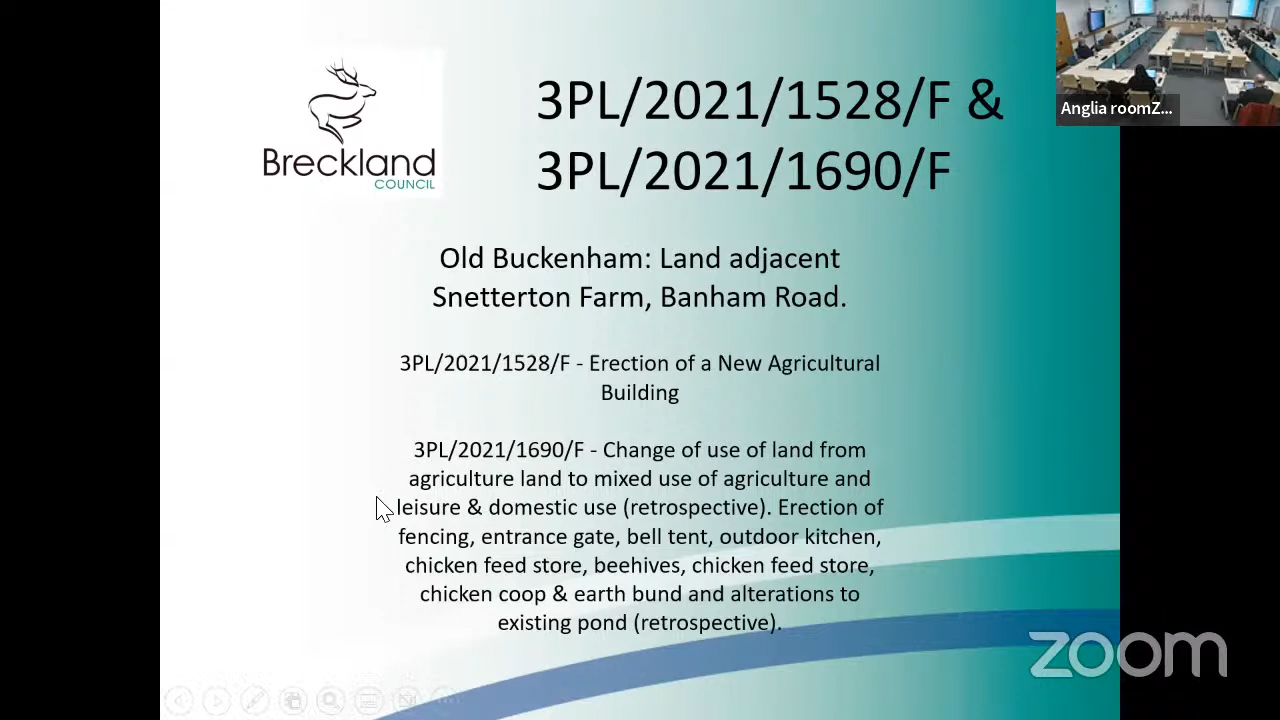 3PL/2021/1528/F &
3PL/2021/1690/F
Breckland
COUNCIL
Anglia roomZ...
Old Buckenham: Land adjacent
Snetterton Farm, Banham Road.
3PL/2021/1528/F - Erection of a New Agricultural
Building
3PL/2021/1690/F - Change of use of land from
agriculture land to mixed use of agriculture and
leisure & domestic use (retrospective). Erection of
fencing, entrance gate, bell tent, outdoor kitchen,
chicken feed store, beehives, chicken feed store,
chicken coop & earth bund and alterations to
existing pond (retrospective).
zoom